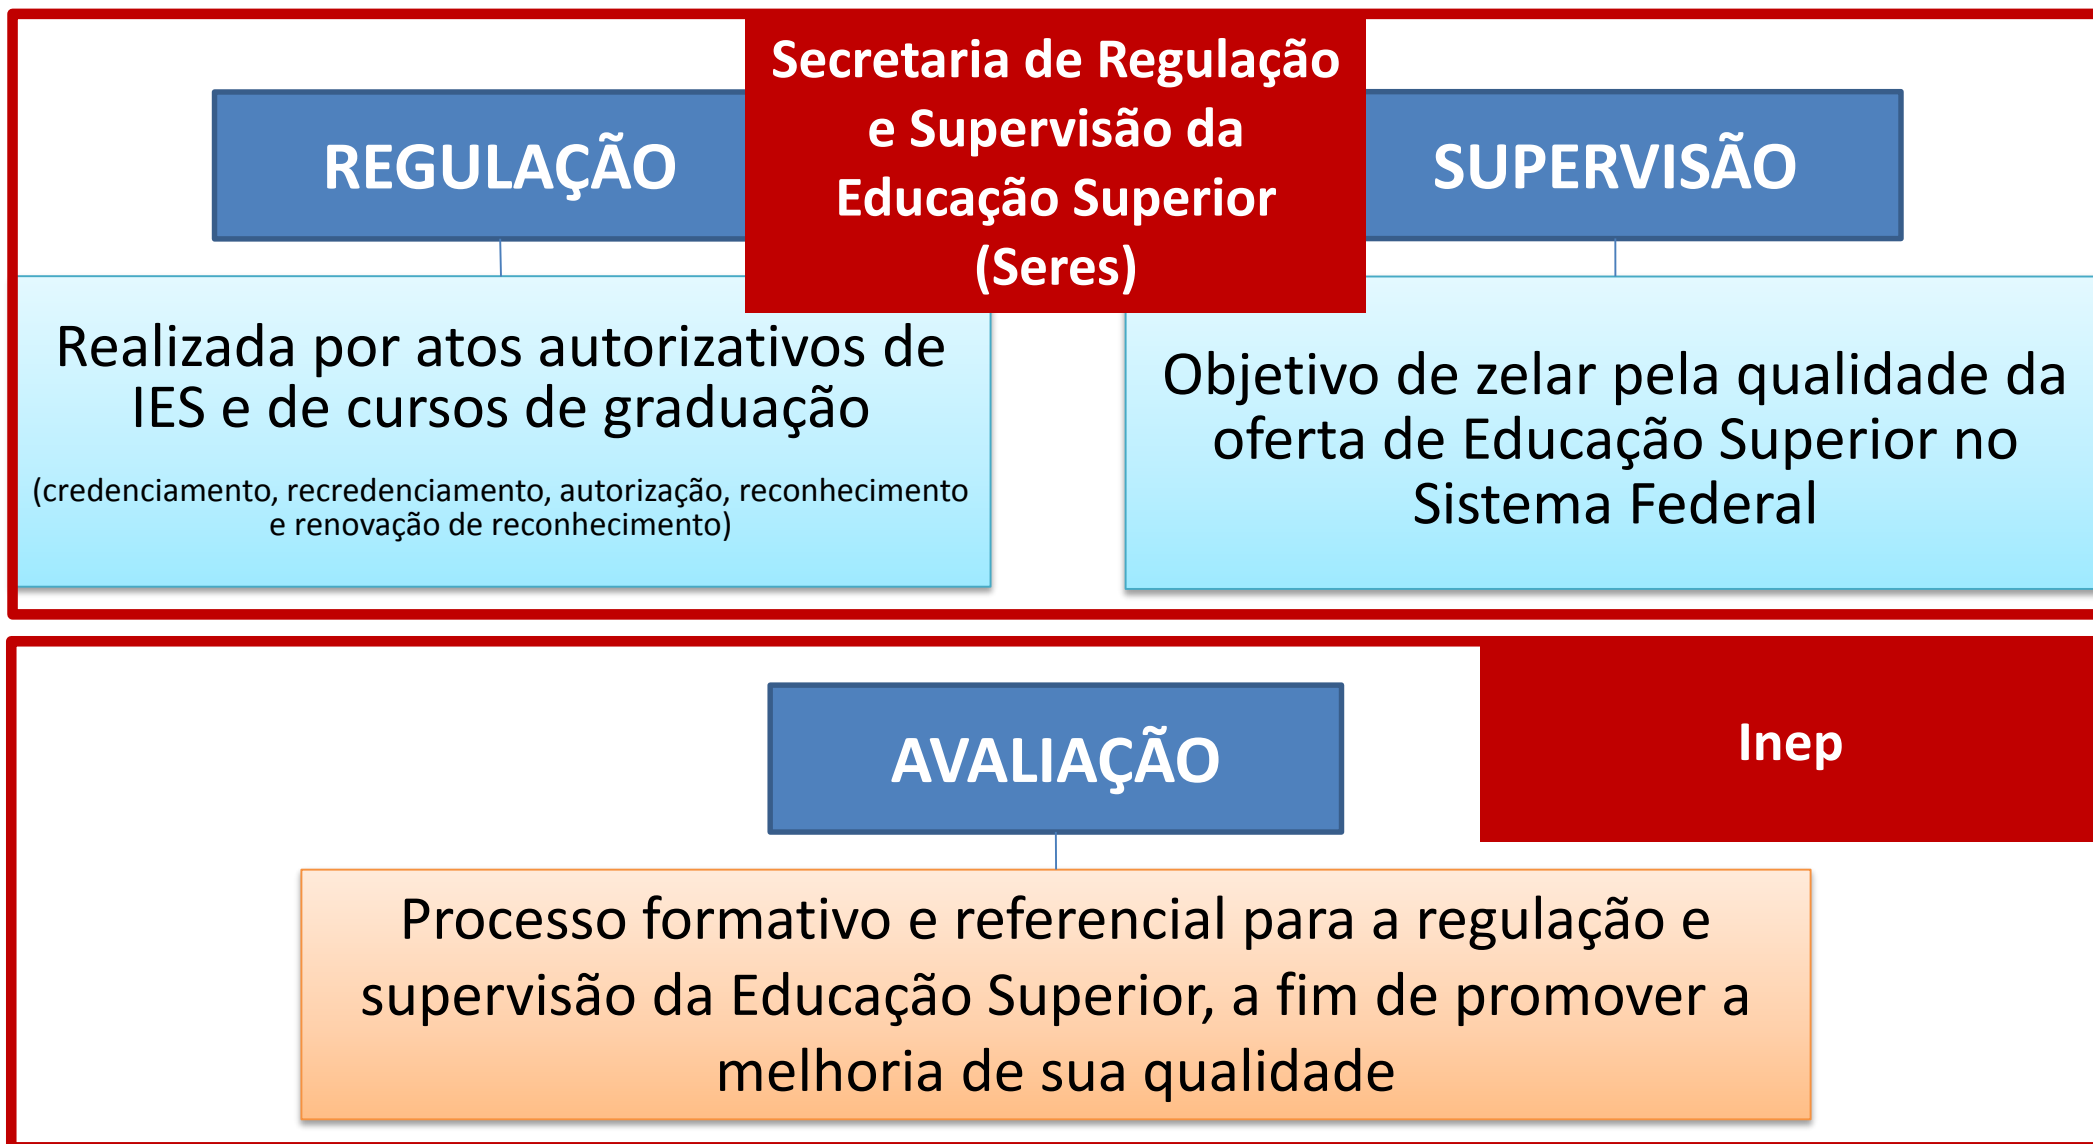 Secretaria de Regulação
e Supervisão da
Educação Superior
(Seres)
REGULAÇÃO
SUPERVISÃO
Realizada por atos autorizativos de
IES e de cursos de graduação
(credenciamento, recredenciamento, autorização, reconhecimento
e renovação de reconhecimento)
Objetivo de zelar pela qualidade da
oferta de Educação Superior no
Sistema Federal
AVALIAÇÃO
Inep
Processo formativo e referencial para a regulação e
supervisão da Educação Superior, a fim de promover a
melhoria de sua qualidade